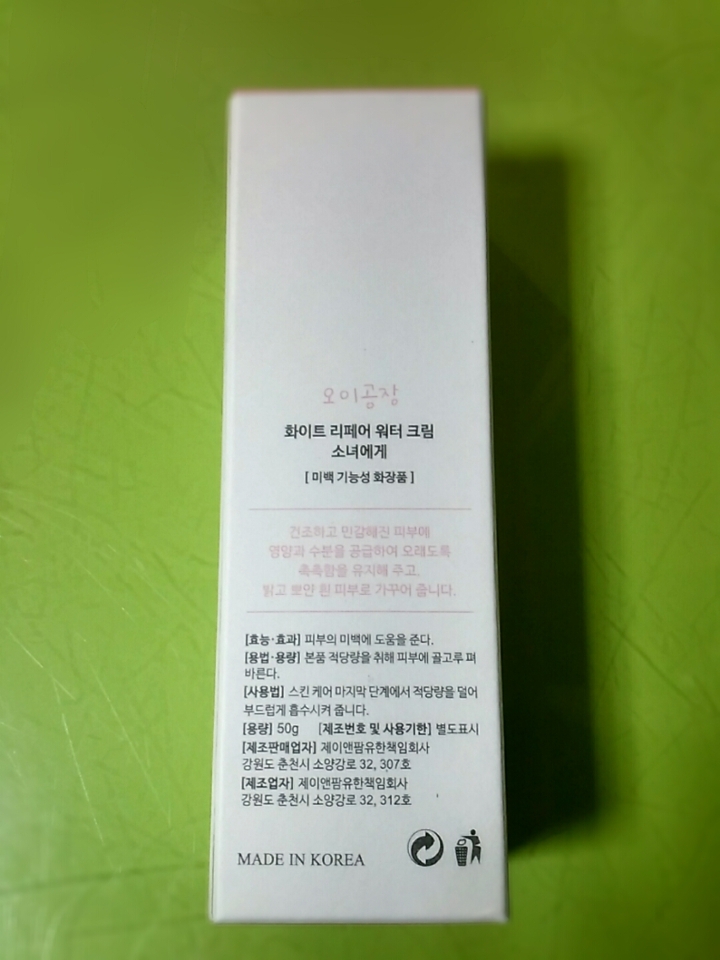 오이공장
화이트 리페어 워터 크림
소녀에게
[ 미백 기능성 화장품 ]
건조하고 민감해진 피부에
영양과 수분을 공급하여 오래도록
촉촉함을 유지해 주고,
맑고 뽀얀 흰 피부로 가꾸어 줍니다.
[효능·효과] 피부의 미백에 도움을 준다.
[용법·용량] 본품 적당량을 취해 피부에 골고루 펴
바른다.
[사용법] 스킨 케어 마지막 단계에서 적당량을 덜어
부드럽게 흡수시켜 줍니다.
[용량] 50g [제조번호 및 사용기한] 별도표시
[제조판매업자] 제이앤팜유한책임회사
강원도 춘천시 소양강로 32, 307호
[제조업자] 제이앤팜유한책임회사
강원도 춘천시 소양강로 32, 312호
MADE IN KOREA